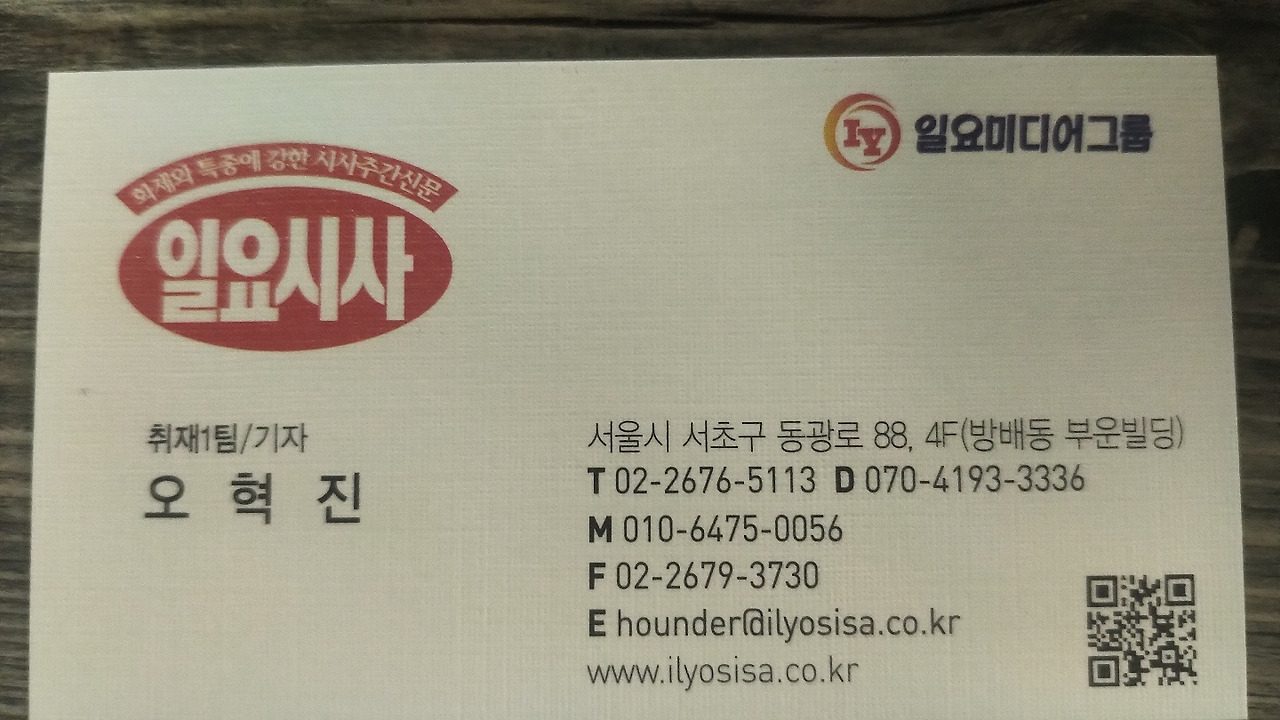 화제와 특종에 강한 시사주간신문
일요시사
IY 일요미디어그룹
취재1팀/기자
오 혁 진
서울시 서초구 동광로 88, 4F(방배동 부운빌딩)
T 02-2676-5113 D 070-4193-3336
M 010-6475-0056
F 02-2679-3730
E hounder@ilyosisa.co.kr
www.ilyosisa.co.kr